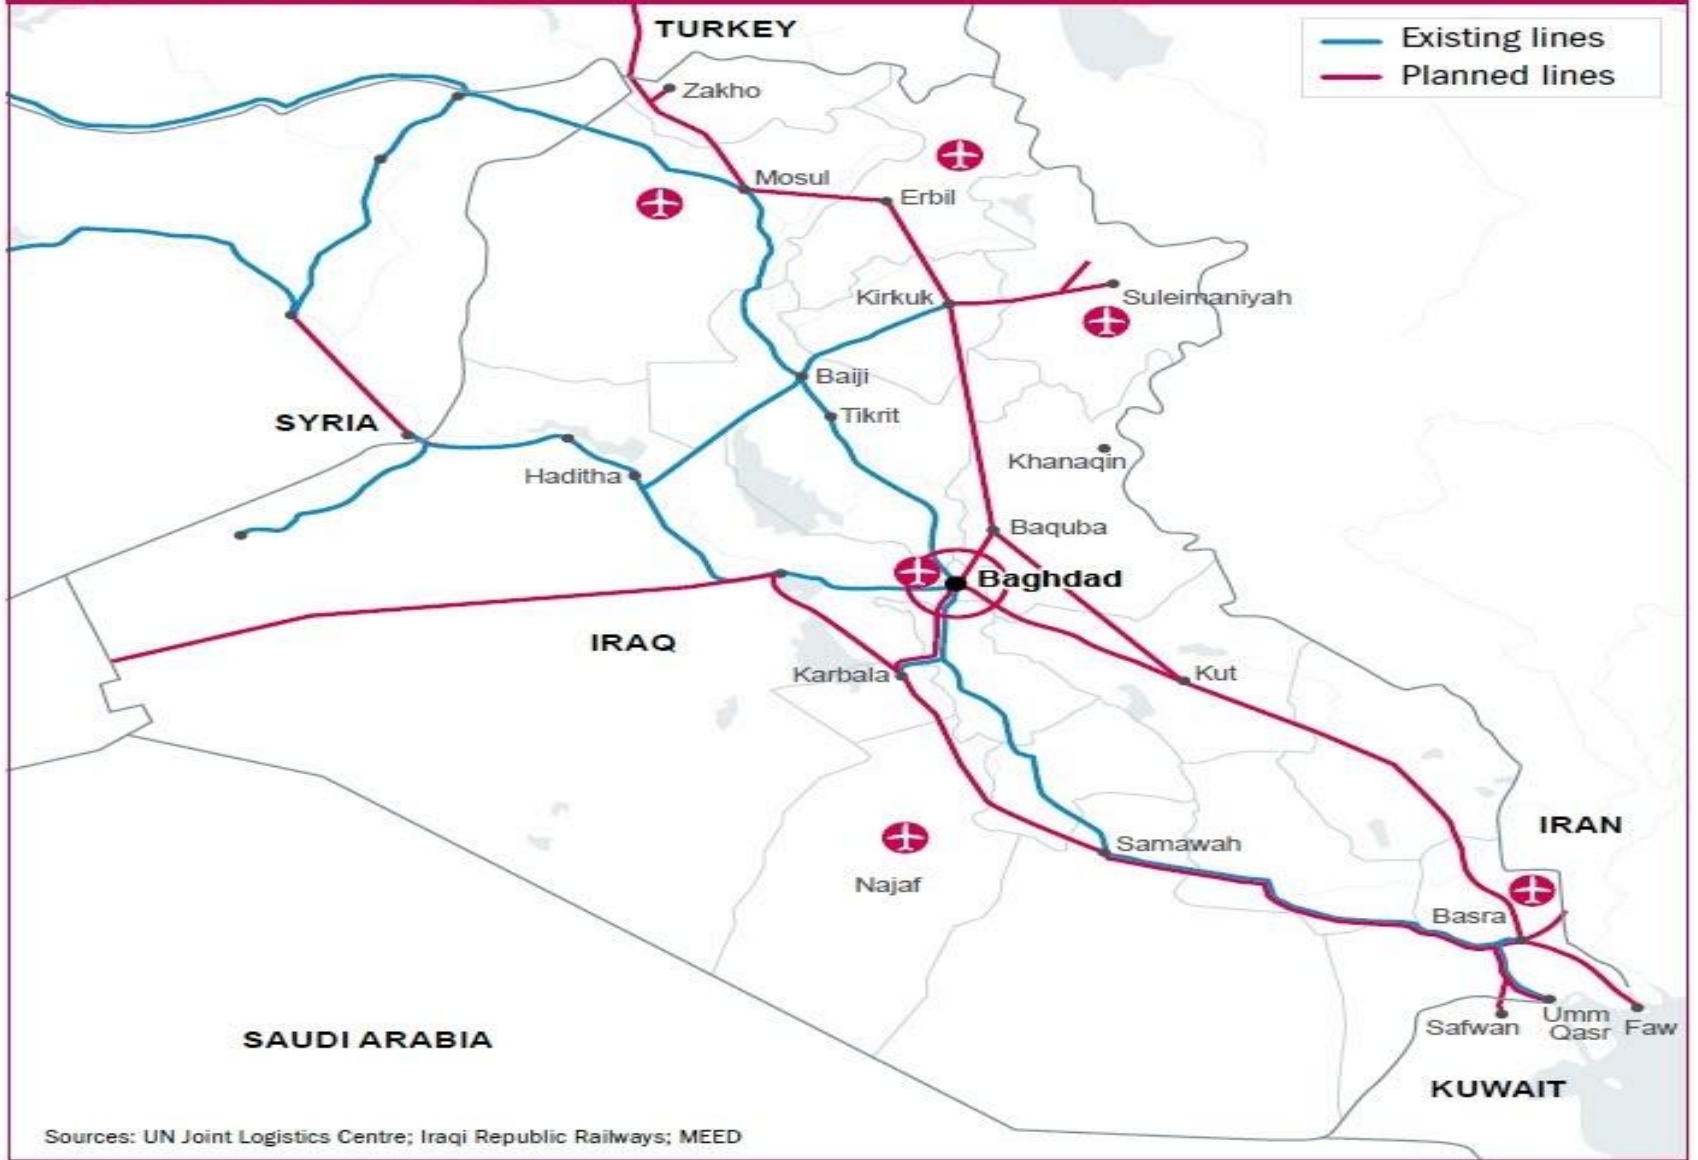 TURKEY
Existing lines
Planned lines
Zakho
Mosul
Erbil
Kirkuk
Suleimaniyah
Baiji
Tikrit
SYRIA
Haditha
Khanaqin
Baquba
Baghdad
IRAQ
Karbala
Kut
IRAN
Samawah
Najaf
Basra
Safwan
Umm
Qasr
Faw
SAUDI ARABIA
KUWAIT
Sources: UN Joint Logistics Centre; Iraqi Republic Railways; MEED